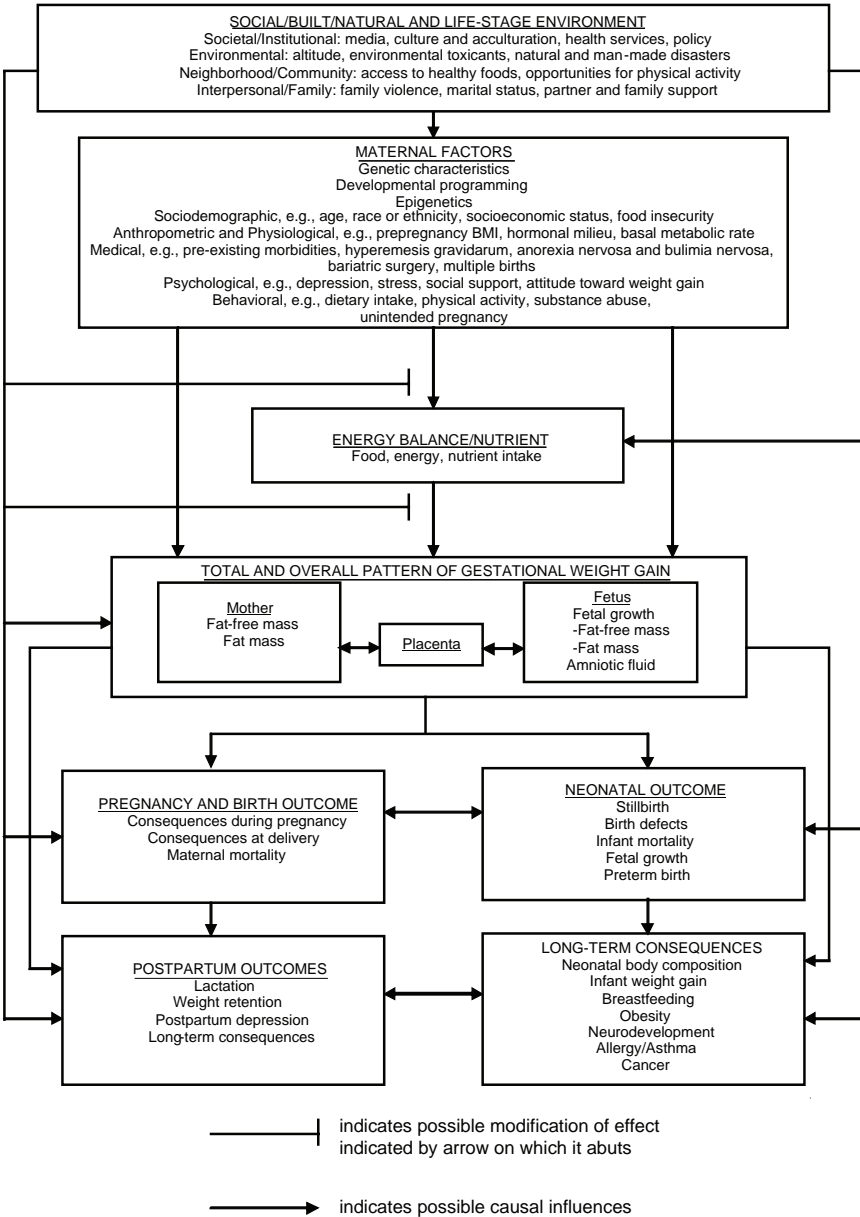 SOCIAL/BUILT/NATURAL AND LIFE-STAGE ENVIRONMENT
Societal/Institutional: media, culture and acculturation, health services, policy
Environmental: altitude, environmental toxicants, natural and man-made disasters
Neighborhood/Community: access to healthy foods, opportunities for physical activity
Interpersonal/Family: family violence, marital status, partner and family support
MATERNAL FACTORS
Genetic characteristics
Developmental programming
Epigenetics
Sociodemographic, e.g., age, race or ethnicity, socioeconomic status, food insecurity
Anthropometric and Physiological, e.g., prepregnancy BMI, hormonal milieu, basal metabolic rate
Medical, e.g., pre-existing morbidities, hyperemesis gravidarum, anorexia nervosa and bulimia nervosa,
bariatric surgery, multiple births
Psychological, e.g., depression, stress, social support, attitude toward weight gain
Behavioral, e.g., dietary intake, physical activity, substance abuse,
unintended pregnancy
ENERGY BALANCE/NUTRIENT
Food, energy, nutrient intake
TOTAL AND OVERALL PATTERN OF GESTATIONAL WEIGHT GAIN
Mother
Fat-free mass
Fat mass
Placenta
Fetus
Fetal growth
-Fat-free mass
-Fat mass
Amniotic fluid
PREGNANCY AND BIRTH OUTCOME
Consequences during pregnancy
Consequences at delivery
Maternal mortality
NEONATAL OUTCOME
Stillbirth
Birth defects
Infant mortality
Fetal growth
Preterm birth
POSTPARTUM OUTCOMES
Lactation
Weight retention
Postpartum depression
Long-term consequences
LONG-TERM CONSEQUENCES
Neonatal body composition
Infant weight gain
Breastfeeding
Obesity
Neurodevelopment
Allergy/Asthma
Cancer
indicates possible modification of effect
indicated by arrow on which it abuts
indicates possible causal influences